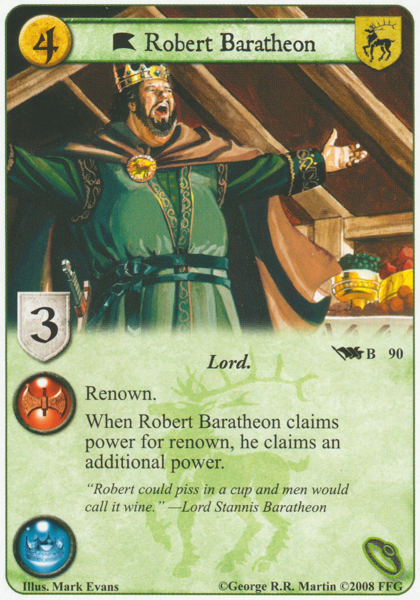 4
Robert Baratheon
3
Lord.
B 90
Renown.
When Robert Baratheon claims
power for renown, he claims an
additional power.
“Robert could piss in a cup and men would
call it wine.” —Lord Stannis Baratheon
Illus. Mark Evans
©George R.R. Martin ©2008 FFG